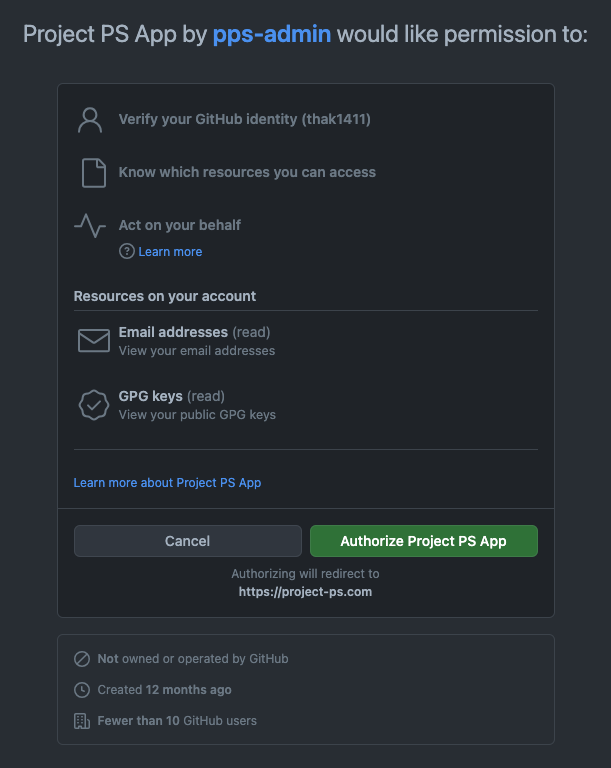 Project PS App by pps-admin would like permission to:
Verify your GitHub identity (thak1411)
Know which resources you can access
Act on your behalf
? Learn more
Resources on your account
Email addresses (read)
View your email addresses
GPG keys (read)
View your public GPG keys
Learn more about Project PS App
Cancel
Authorize Project PS App
Authorizing will redirect to
https://project-ps.com
Not owned or operated by GitHub
Created 12 months ago
Fewer than 10 GitHub users